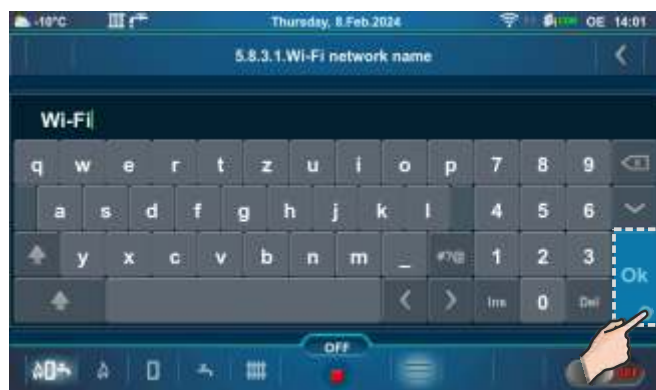 -10°C Thursday, 8.Feb.2024 OE 14:01
5.8.3.1.Wi-Fi network name
Wi-Fi
q w e r t z u i o p 7 8 9
a s d f g h j k l 4 5 6
y x c v b n m _ #?@ 1 2 3 Ok
Ins 0 Del
OFF
OFF